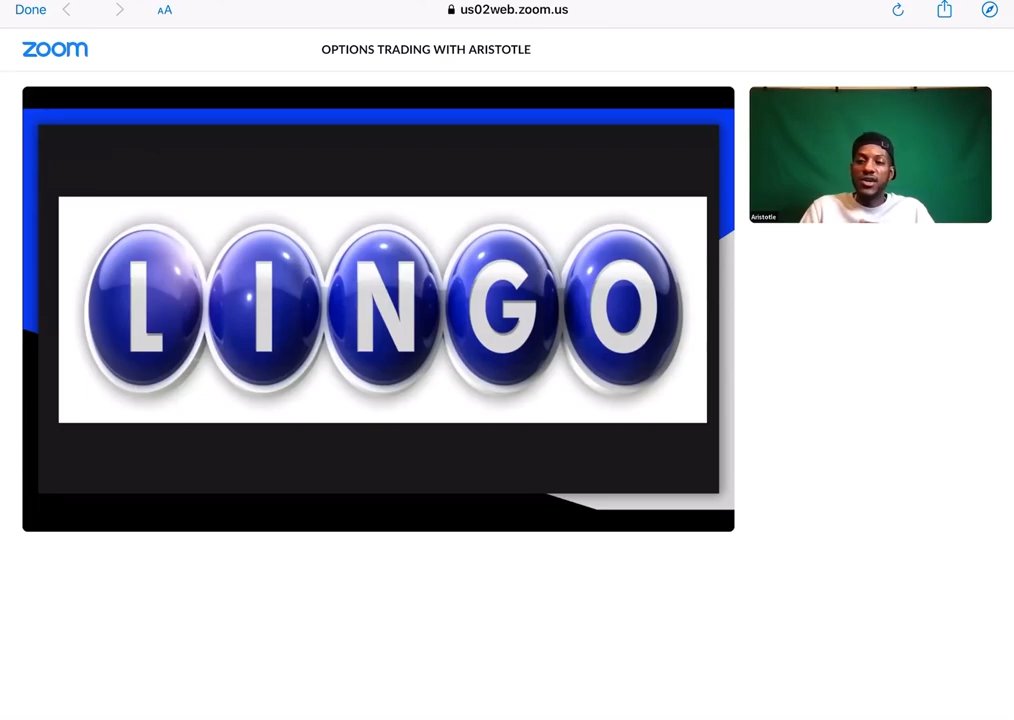 Done
AA
us02web.zoom.us
zoom
OPTIONS TRADING WITH ARISTOTLE
LINGO
Aristotle